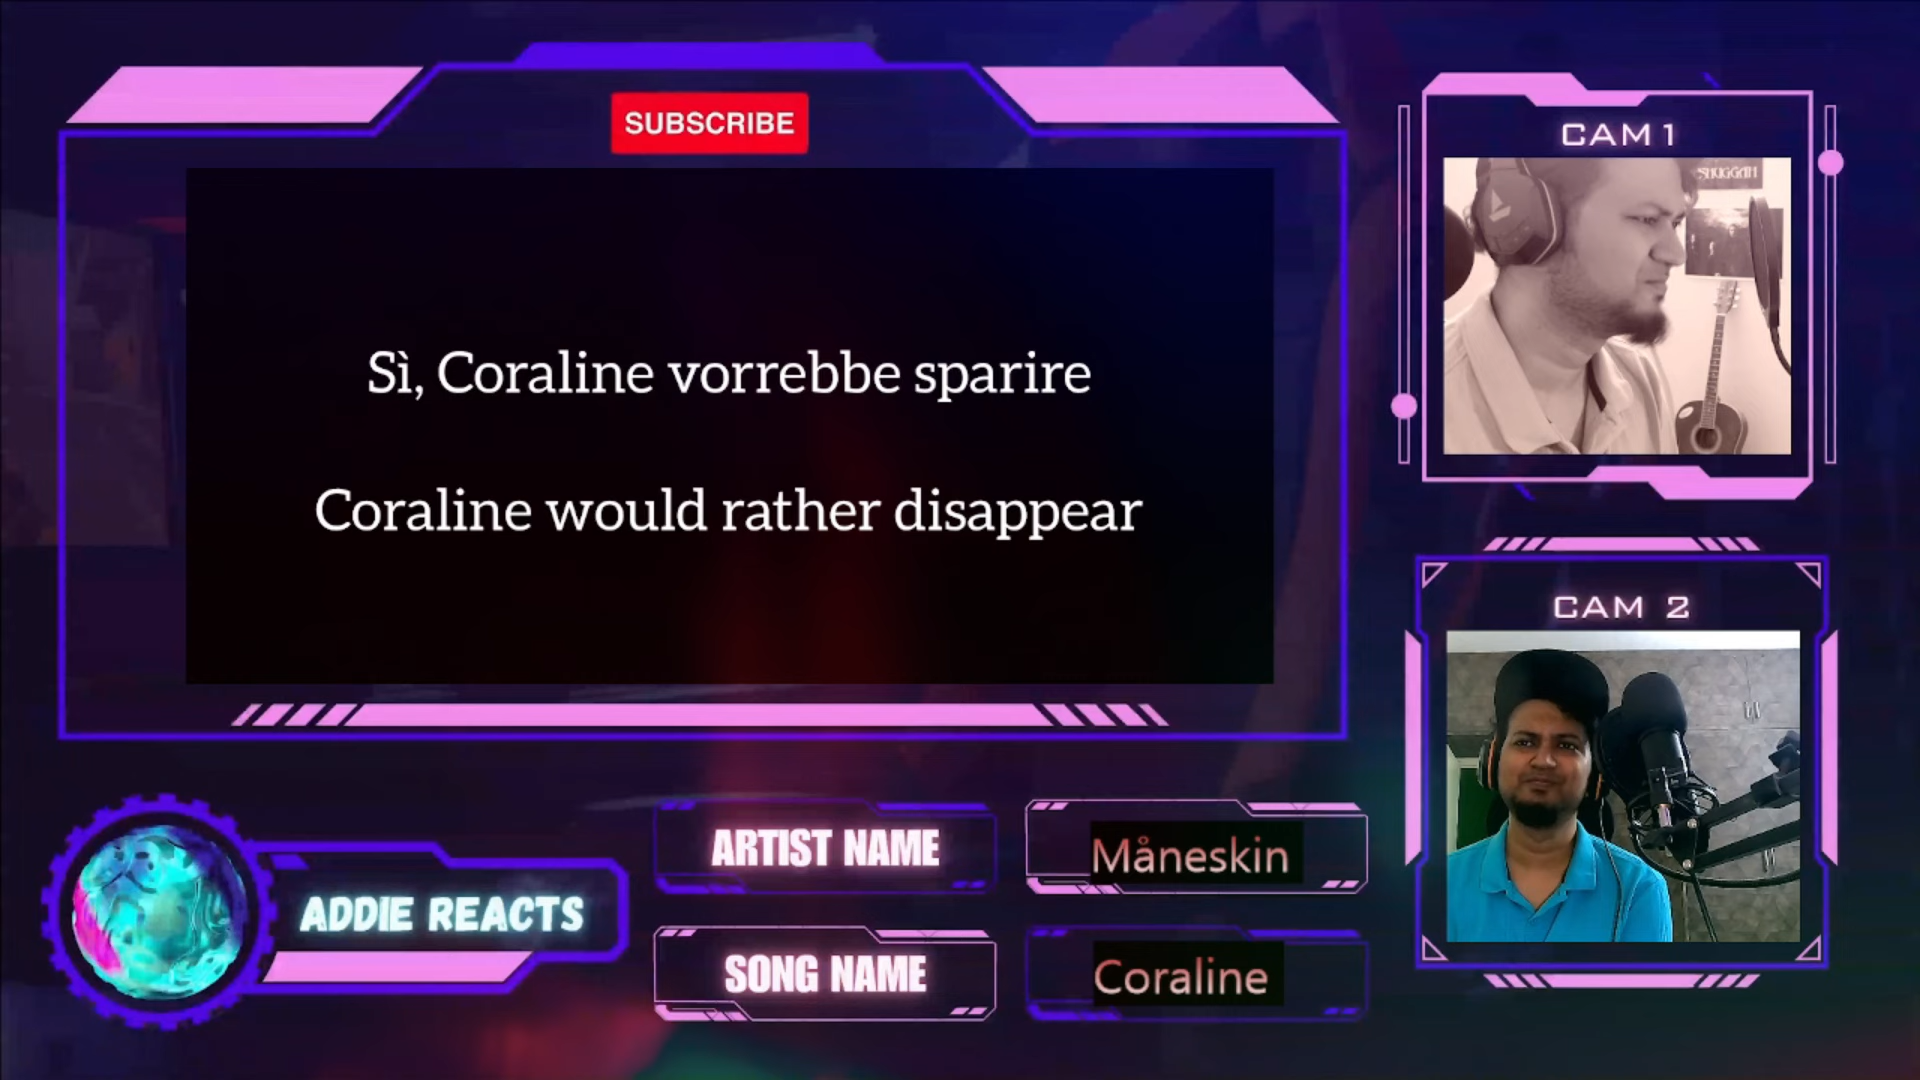 SUBSCRIBE
Sì, Coraline vorrebbe sparire
Coraline would rather disappear
CAM 1
CAM 2
ADDIE REACTS
ARTIST NAME
Måneskin
SONG NAME
Coraline